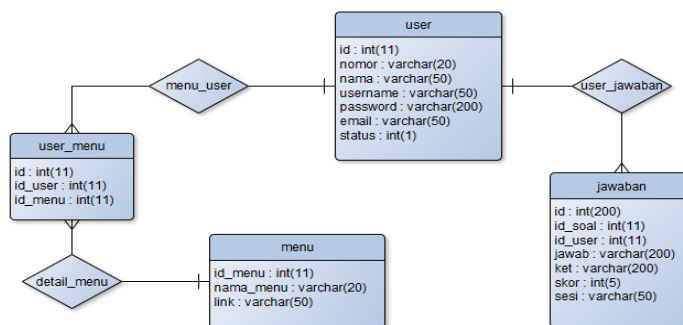 user
id : int(11)
nomor : varchar(20)
nama : varchar(50)
username : varchar(50)
password : varchar(200)
email : varchar(50)
status : int(1)
menu_user
user_jawaban
user_menu
id : int(11)
id_user : int(11)
id_menu : int(11)
jawaban
id : int(200)
id_soal : int(11)
id_user : int(11)
jawab : varchar(200)
ket : varchar(200)
skor : int(5)
sesi : varchar(50)
detail_menu
menu
id_menu : int(11)
nama_menu : varchar(20)
link : varchar(50)